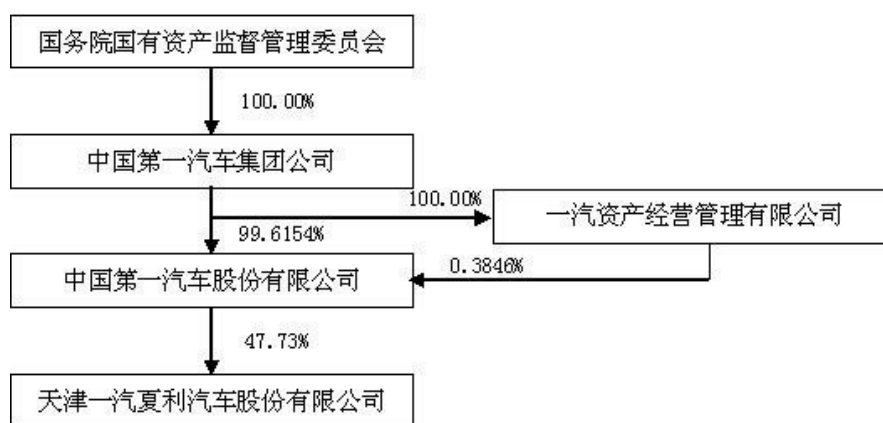 国务院国有资产监督管理委员会
100.00%
中国第一汽车集团公司
100.00%
一汽资产经营管理有限公司
99.6154%
中国第一汽车股份有限公司
0.3846%
47.73%
天津一汽夏利汽车股份有限公司